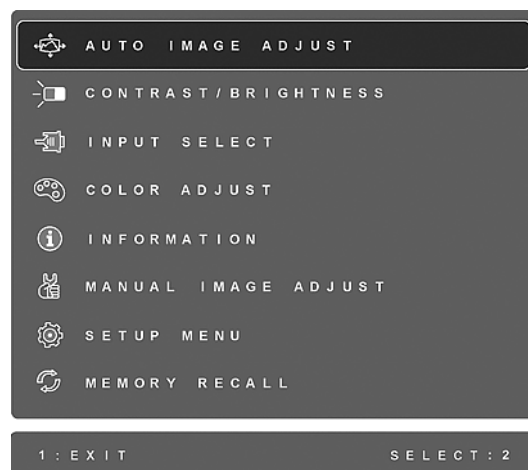 AUTO IMAGE ADJUST
CONTRAST/BRIGHTNESS
INPUT SELECT
COLOR ADJUST
INFORMATION
MANUAL IMAGE ADJUST
SETUP MENU
MEMORY RECALL
1:EXIT SELECT:2